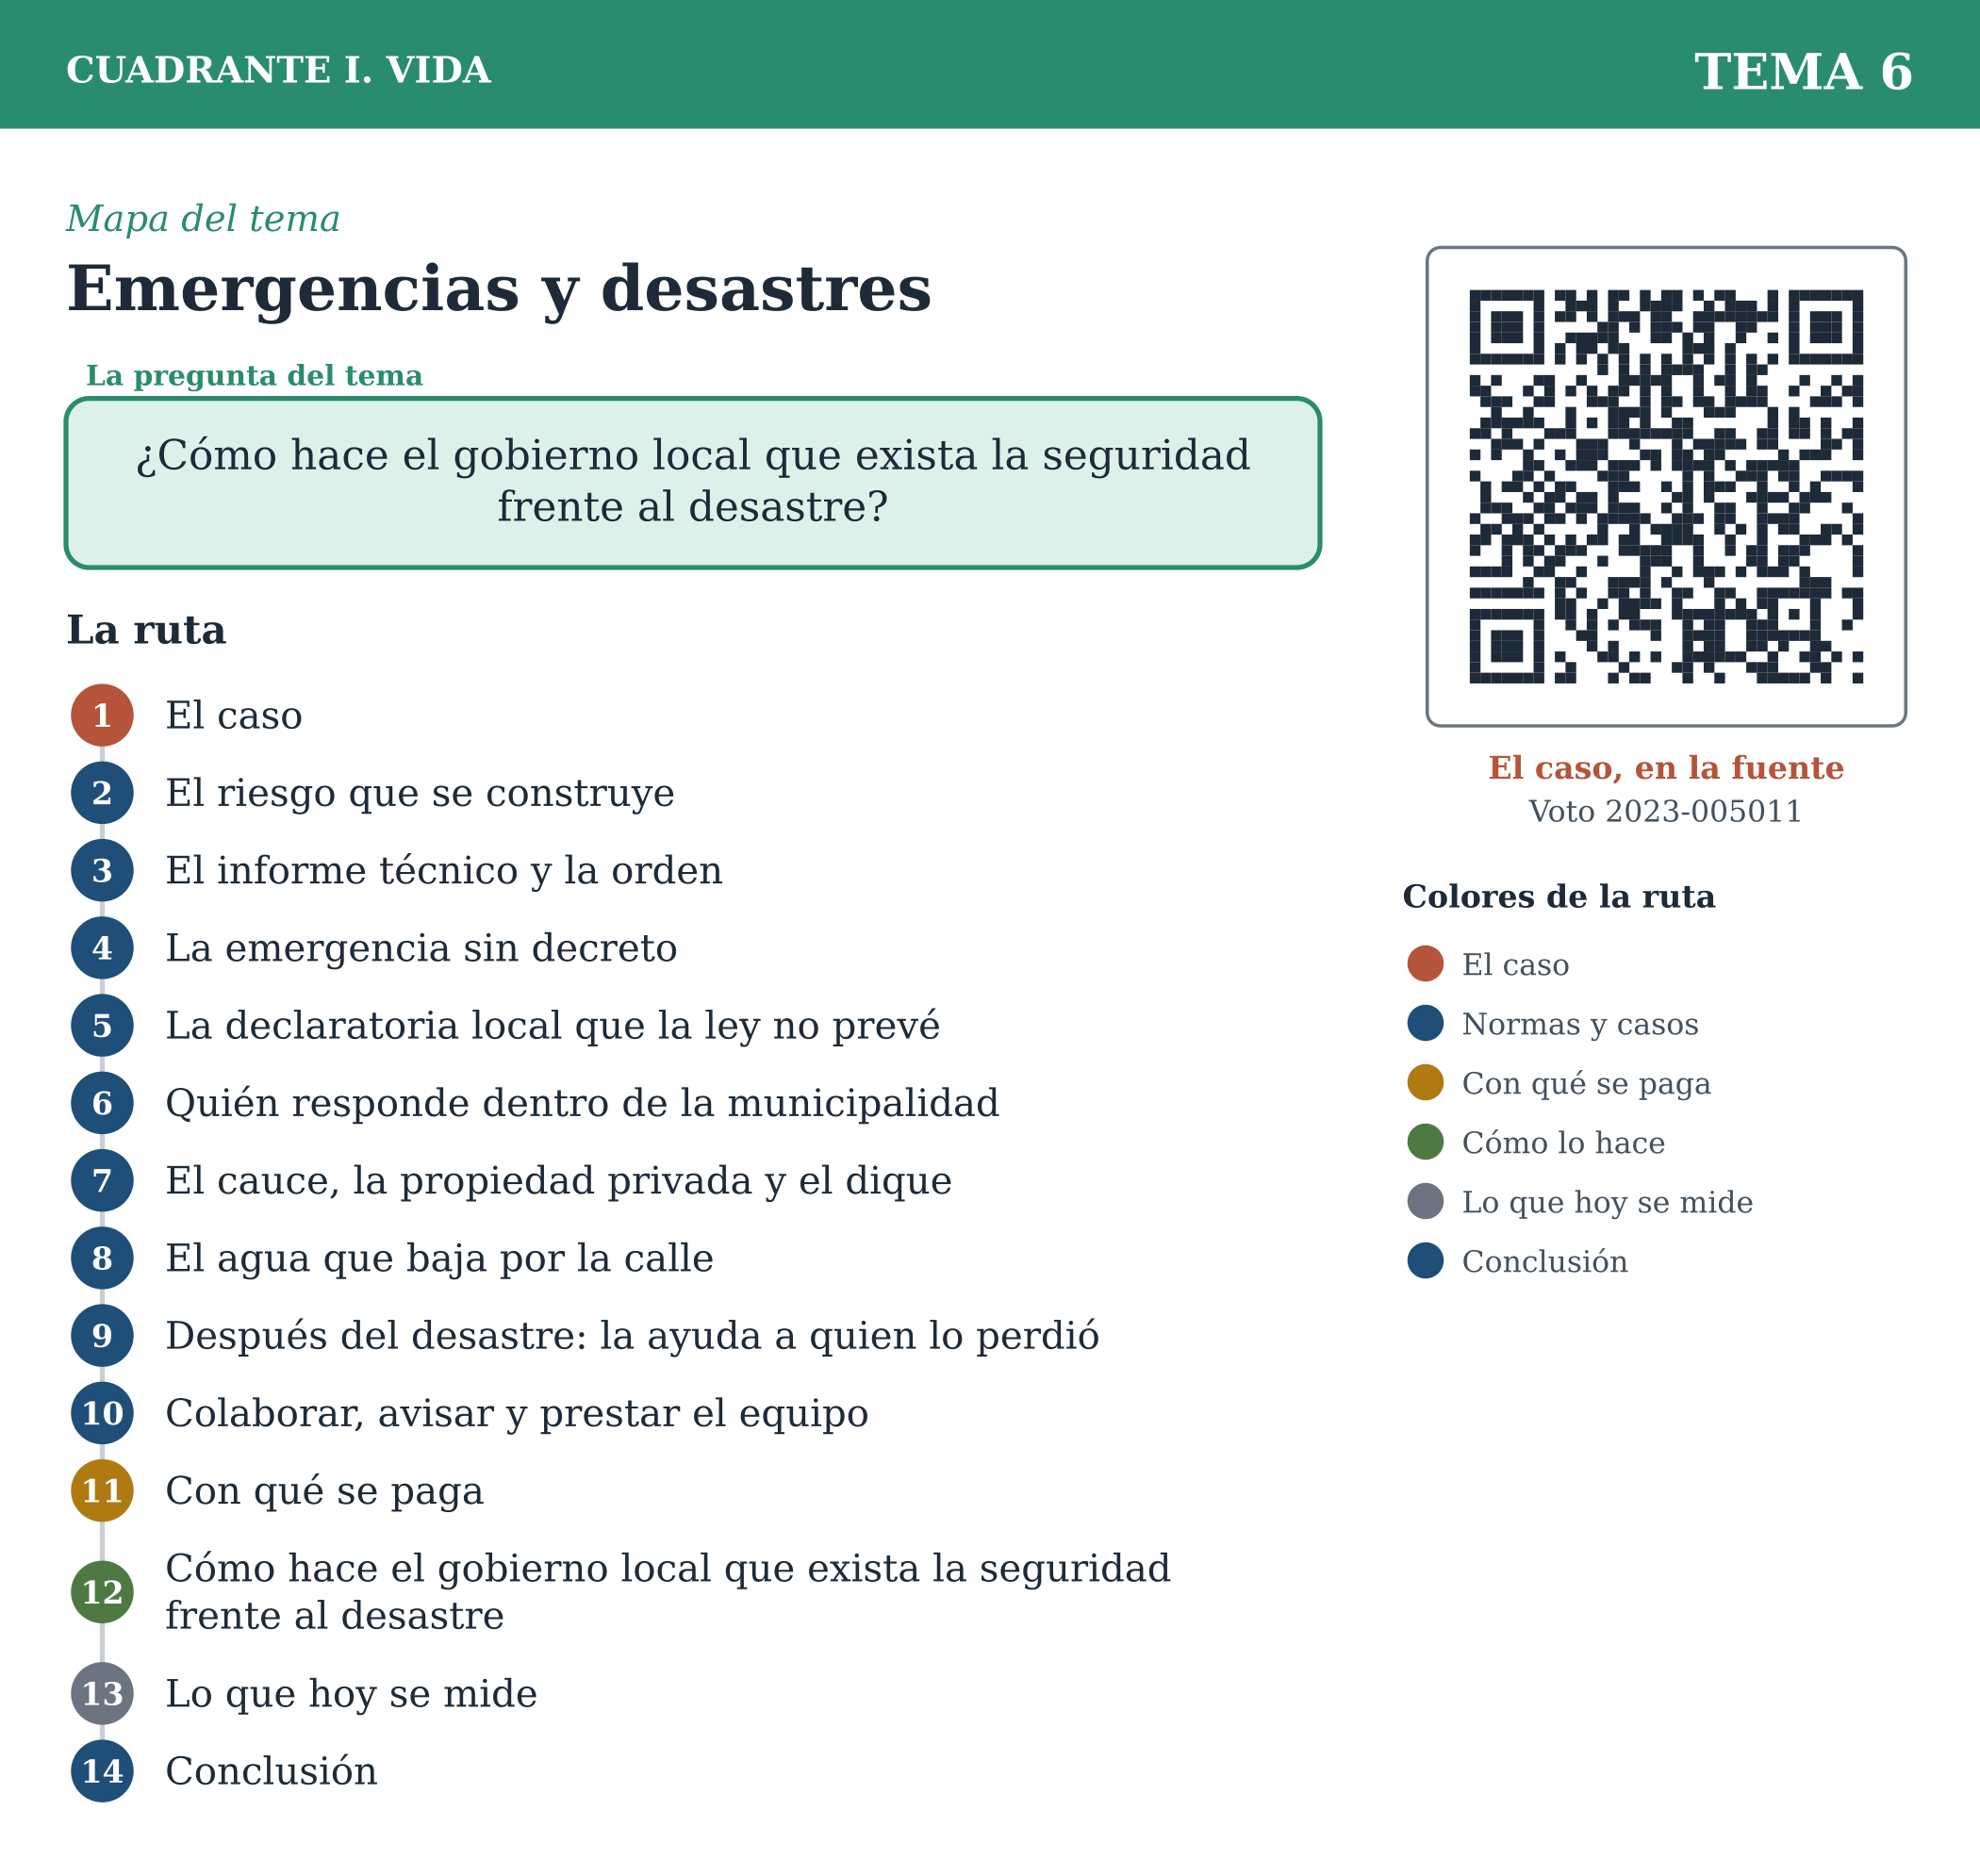 CUADRANTE I. VIDA
TEMA 6
Mapa del tema
Emergencias y desastres
La pregunta del tema
¿Cómo hace el gobierno local que exista la seguridad
frente al desastre?
La ruta
1 El caso
2 El riesgo que se construye
3 El informe técnico y la orden
4 La emergencia sin decreto
5 La declaratoria local que la ley no prevé
6 Quién responde dentro de la municipalidad
7 El cauce, la propiedad privada y el dique
8 El agua que baja por la calle
9 Después del desastre: la ayuda a quien lo perdió
10 Colaborar, avisar y prestar el equipo
11 Con qué se paga
12 Cómo hace el gobierno local que exista la seguridad
frente al desastre
13 Lo que hoy se mide
14 Conclusión
El caso, en la fuente
Voto 2023-005011
Colores de la ruta
El caso
Normas y casos
Con qué se paga
Cómo lo hace
Lo que hoy se mide
Conclusión